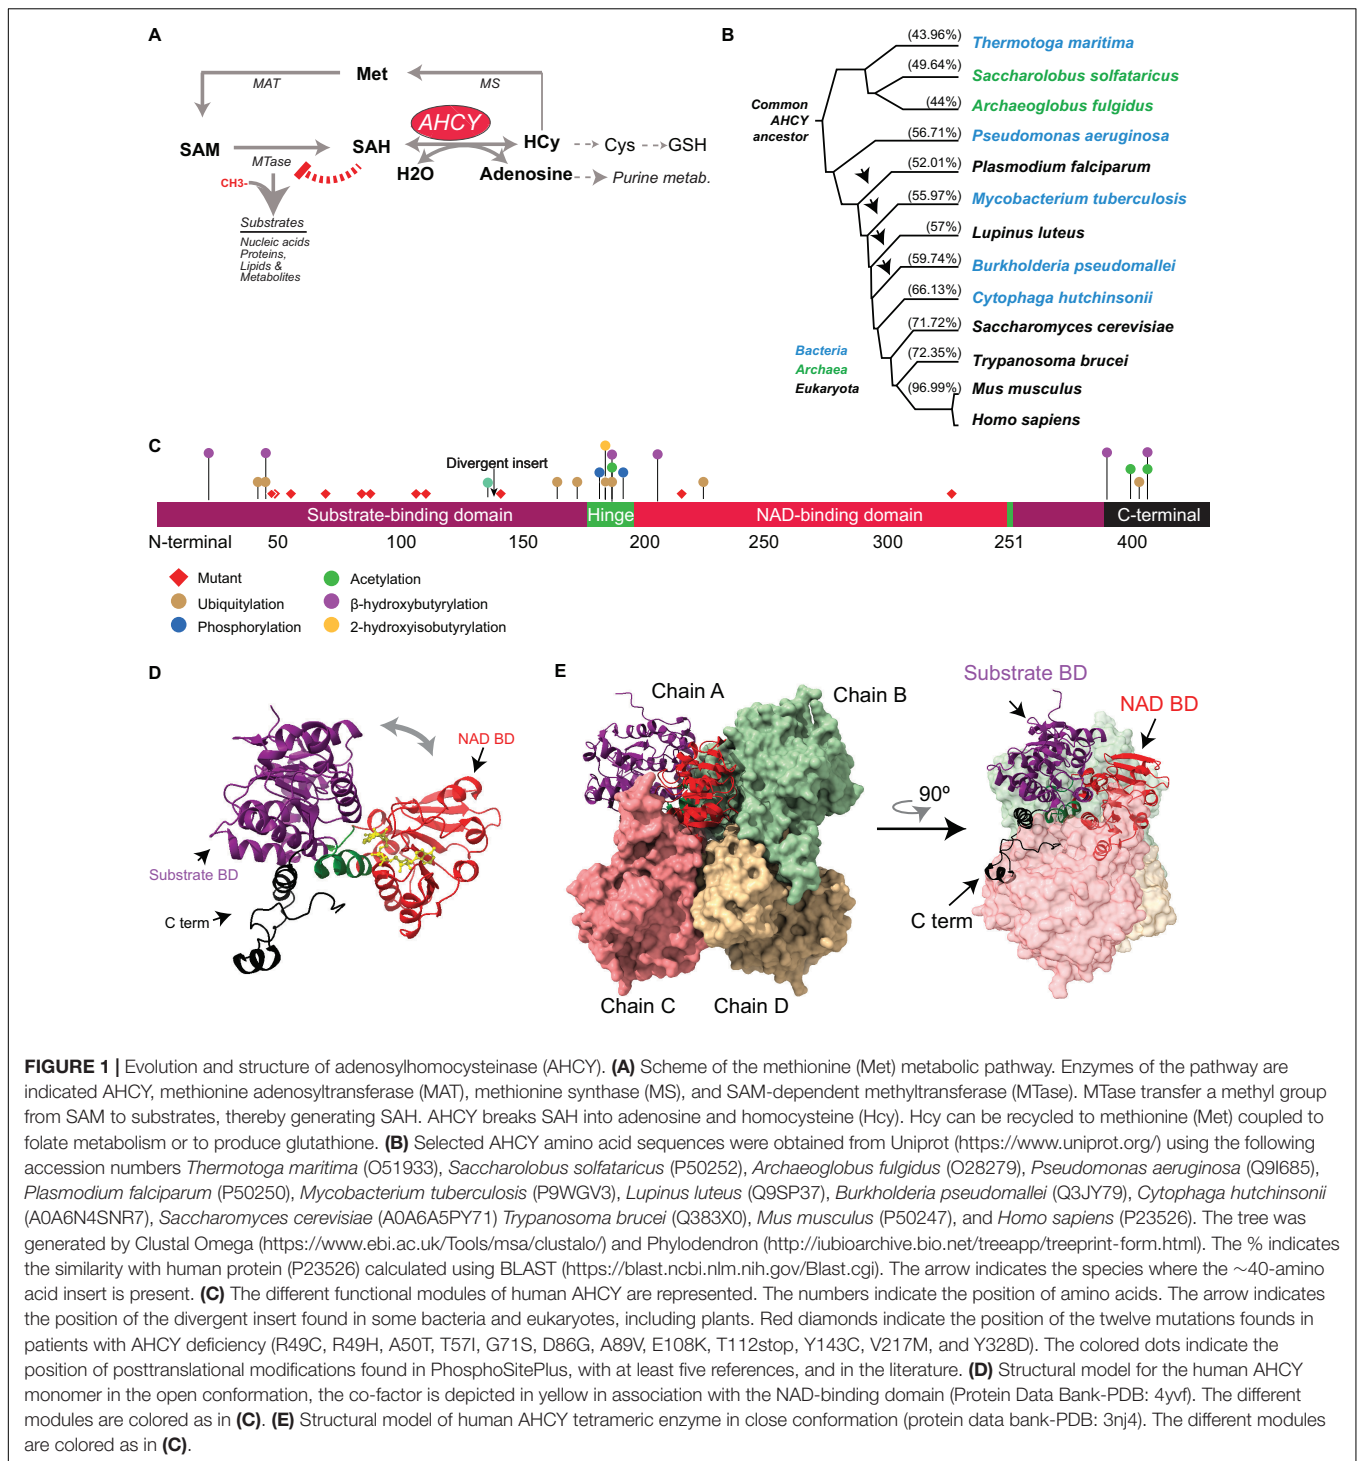 A
Met
MAT
MS
AHCY
SAM
MTase
SAH
HCy
Cys
GSH
H2O
Adenosine
Purine metab.
CH3-
Substrates
Nucleic acids
Proteins,
Lipids &
Metabolites
B
Common
AHCY
ancestor
(43.96%) Thermotoga maritima
(49.64%) Saccharolobus solfataricus
(44%) Archaeoglobus fulgidus
(56.71%) Pseudomonas aeruginosa
(52.01%) Plasmodium falciparum
(55.97%) Mycobacterium tuberculosis
(57%) Lupinus luteus
(59.74%) Burkholderia pseudomallei
(66.13%) Cytophaga hutchinsonii
(71.72%) Saccharomyces cerevisiae
(72.35%) Trypanosoma brucei
(96.99%) Mus musculus
Homo sapiens
Bacteria
Archaea
Eukaryota
C
Divergent insert
Substrate-binding domain Hinge NAD-binding domain C-terminal
N-terminal 50 100 150 200 250 300 251 400
Mutant
Ubiquitylation
Phosphorylation
Acetylation
β-hydroxybutyrylation
2-hydroxyisobutyrylation
D
NAD BD
Substrate BD
C term
E
Chain A
Chain B
Chain C
Chain D
90º
Substrate BD
NAD BD
C term
FIGURE 1 | Evolution and structure of adenosylhomocysteinase (AHCY). (A) Scheme of the methionine (Met) metabolic pathway. Enzymes of the pathway are
indicated AHCY, methionine adenosyltransferase (MAT), methionine synthase (MS), and SAM-dependent methyltransferase (MTase). MTase transfer a methyl group
from SAM to substrates, thereby generating SAH. AHCY breaks SAH into adenosine and homocysteine (Hcy). Hcy can be recycled to methionine (Met) coupled to
folate metabolism or to produce glutathione. (B) Selected AHCY amino acid sequences were obtained from Uniprot (https://www.uniprot.org/) using the following
accession numbers Thermotoga maritima (O51933), Saccharolobus solfataricus (P50252), Archaeoglobus fulgidus (O28279), Pseudomonas aeruginosa (Q9I685),
Plasmodium falciparum (P50250), Mycobacterium tuberculosis (P9WGV3), Lupinus luteus (Q9SP37), Burkholderia pseudomallei (Q3JY79), Cytophaga hutchinsonii
(A0A6N4SNR7), Saccharomyces cerevisiae (A0A6A5PY71) Trypanosoma brucei (Q383X0), Mus musculus (P50247), and Homo sapiens (P23526). The tree was
generated by Clustal Omega (https://www.ebi.ac.uk/Tools/msa/clustalo/) and Phylodendron (http://iubioarchive.bio.net/treeapp/treeprint-form.html). The % indicates
the similarity with human protein (P23526) calculated using BLAST (https://blast.ncbi.nlm.nih.gov/Blast.cgi). The arrow indicates the species where the ∼40-amino
acid insert is present. (C) The different functional modules of human AHCY are represented. The numbers indicate the position of amino acids. The arrow indicates
the position of the divergent insert found in some bacteria and eukaryotes, including plants. Red diamonds indicate the position of the twelve mutations founds in
patients with AHCY deficiency (R49C, R49H, A50T, T57I, G71S, D86G, A89V, E108K, T112stop, Y143C, V217M, and Y328D). The colored dots indicate the
position of posttranslational modifications found in PhosphoSitePlus, with at least five references, and in the literature. (D) Structural model for the human AHCY
monomer in the open conformation, the co-factor is depicted in yellow in association with the NAD-binding domain (Protein Data Bank-PDB: 4yvf). The different
modules are colored as in (C). (E) Structural model of human AHCY tetrameric enzyme in close conformation (protein data bank-PDB: 3nj4). The different modules
are colored as in (C).